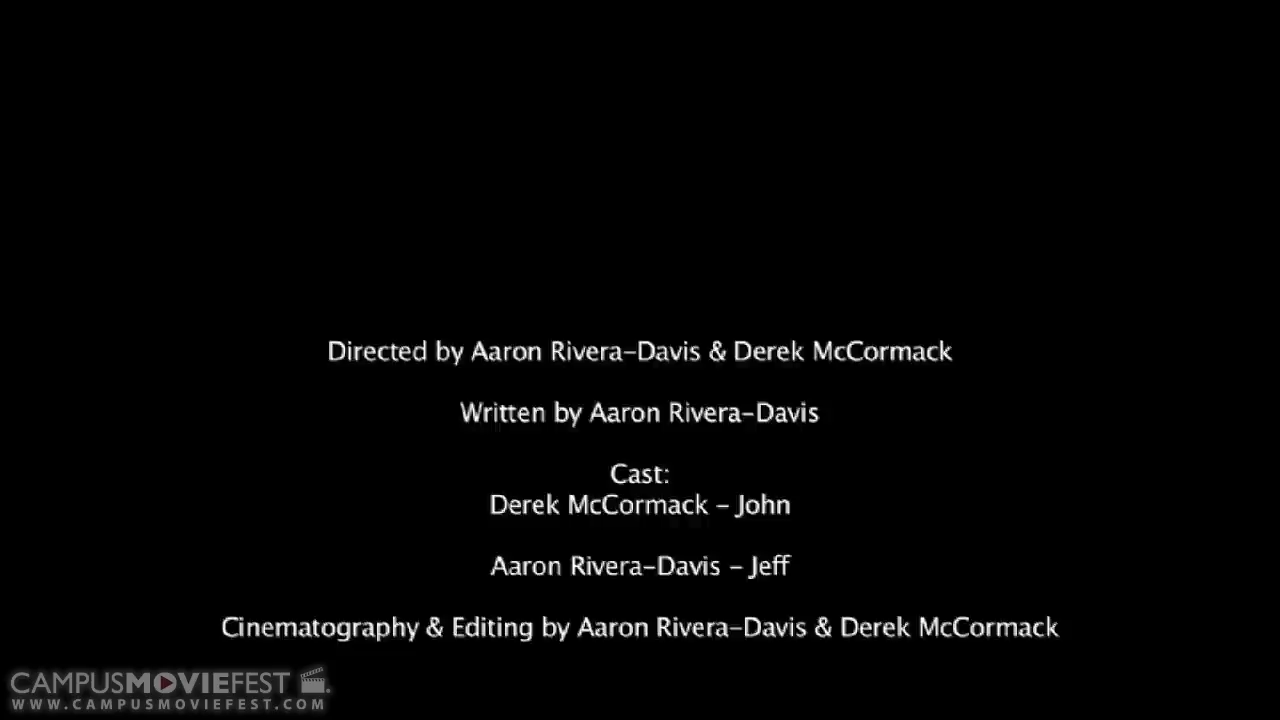 Directed by Aaron Rivera-Davis & Derek McCormack
Written by Aaron Rivera-Davis
Cast:
Derek McCormack - John
Aaron Rivera-Davis - Jeff
Cinematography & Editing by Aaron Rivera-Davis & Derek McCormack
CAMPUSMOVIEFEST
WWW.CAMPUSMOVIEFEST.COM